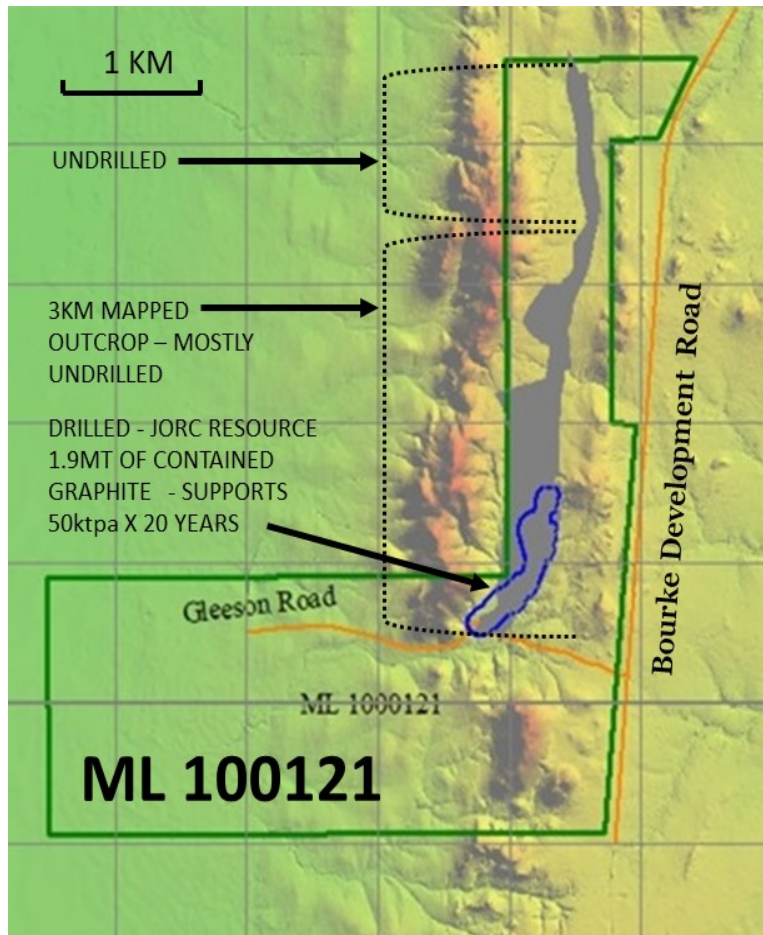 1 KM
UNDRILLED
3KM MAPPED
OUTCROP – MOSTLY
UNDRILLED
DRILLED - JORC RESOURCE
1.9MT OF CONTAINED
GRAPHITE - SUPPORTS
50ktpa X 20 YEARS
Bourke Development Road
Gleeson Road
ML 1000121
ML 100121